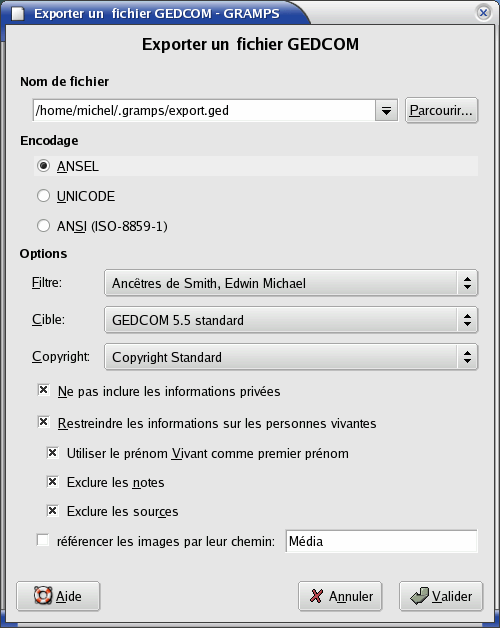 Exporter un fichier GEDCOM - GRAMPS
Exporter un fichier GEDCOM
Nom de fichier
/home/michel/.gramps/export.ged Parcourir...
Encodage
ANSEL
UNICODE
ANSI (ISO-8859-1)
Options
Filtre: Ancêtres de Smith, Edwin Michael
Cible: GEDCOM 5.5 standard
Copyright: Copyright Standard
Ne pas inclure les informations privées
Restreindre les informations sur les personnes vivantes
Utiliser le prénom Vivant comme premier prénom
Exclure les notes
Exclure les sources
référencer les images par leur chemin: Média
Aide Annuler Valider